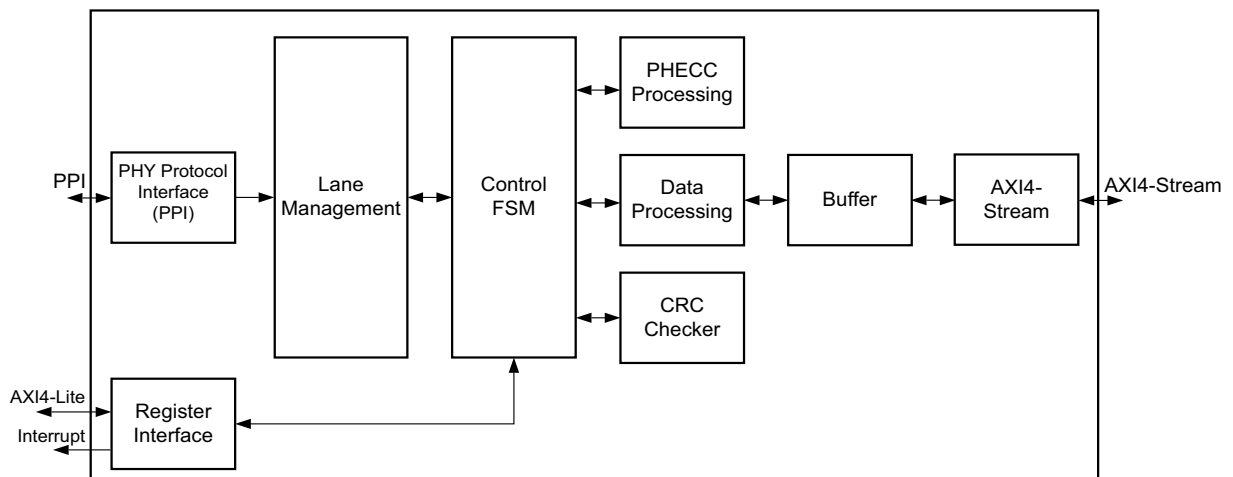 PHECC
Processing
PPI
PHY Protocol
Interface
(PPI)
Lane
Management
Control
FSM
Data
Processing
Buffer
AXI4-
Stream
AXI4-Stream
CRC
Checker
AXI4-Lite
Interrupt
Register
Interface